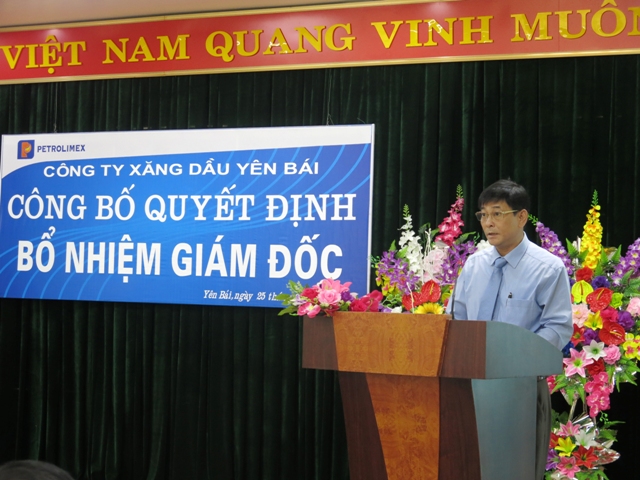 VIỆT NAM QUANG VINH MUÔN
PETROLIMEX
CÔNG TY XĂNG DẦU YÊN BÁI
CÔNG BỐ QUYẾT ĐỊNH
BỔ NHIỆM GIÁM ĐỐC
Yên Bái, ngày 25